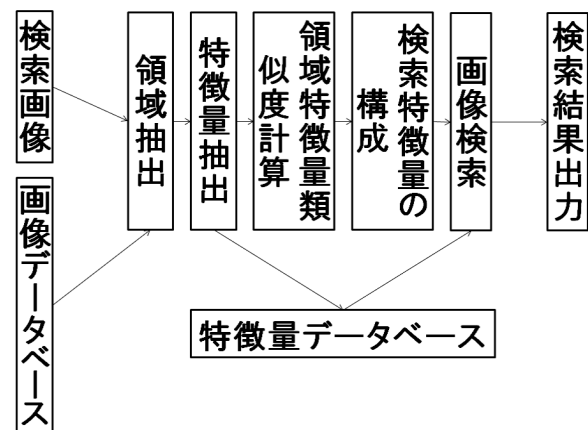 検索画像
画像データベース
領域抽出
特徴量抽出
領域特徴量類
似度計算
検索特徴量の
構成
画像検索
検索結果出力
特徴量データベース